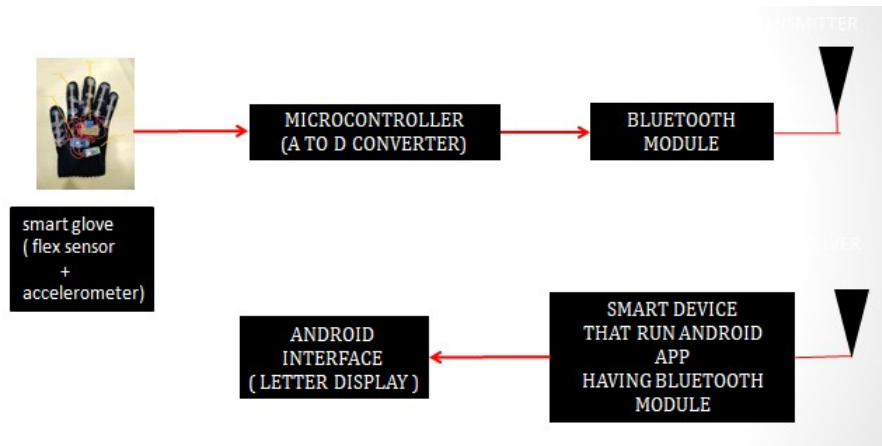 MICROCONTROLLER
(A TO D CONVERTER)
BLUETOOTH
MODULE
smart glove
( flex sensor
+
accelerometer)
ANDROID
INTERFACE
( LETTER DISPLAY )
SMART DEVICE
THAT RUN ANDROID
APP
HAVING BLUETOOTH
MODULE